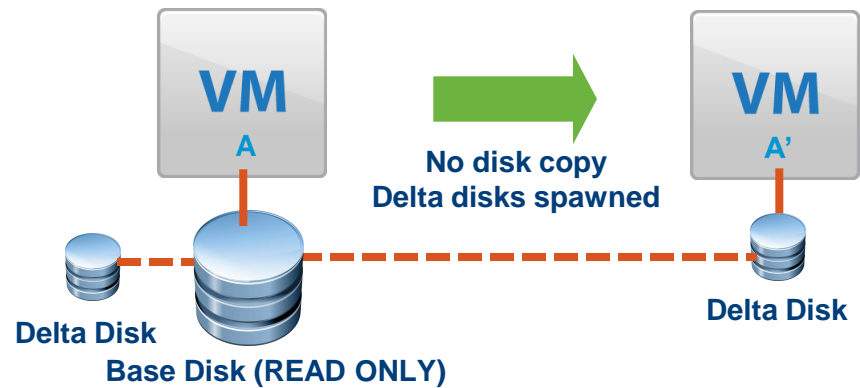 VM
A
VM
A’
No disk copy
Delta disks spawned
Delta Disk
Delta Disk
Base Disk (READ ONLY)